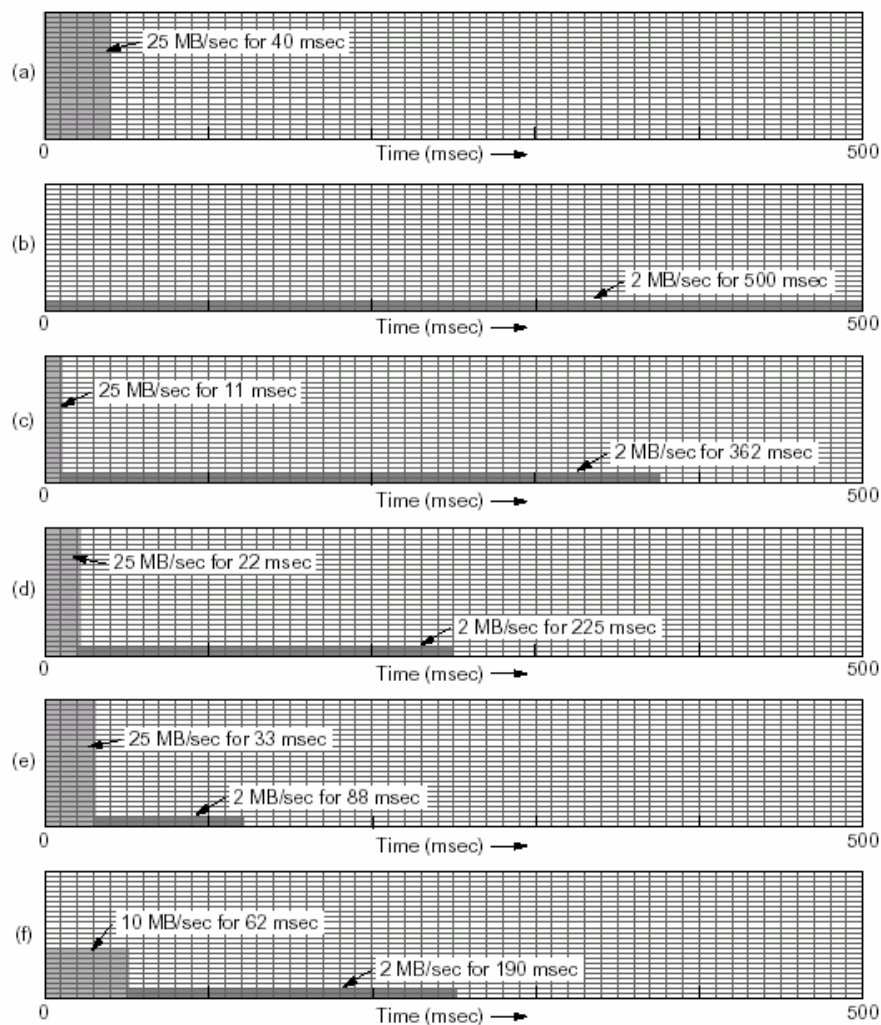 (a)
25 MB/sec for 40 msec
0 Time (msec) 500
(b)
2 MB/sec for 500 msec
0 Time (msec) 500
(c)
25 MB/sec for 11 msec
2 MB/sec for 362 msec
0 Time (msec) 500
(d)
25 MB/sec for 22 msec
2 MB/sec for 225 msec
0 Time (msec) 500
(e)
25 MB/sec for 33 msec
2 MB/sec for 88 msec
0 Time (msec) 500
(f)
10 MB/sec for 62 msec
2 MB/sec for 190 msec
0 Time (msec) 500